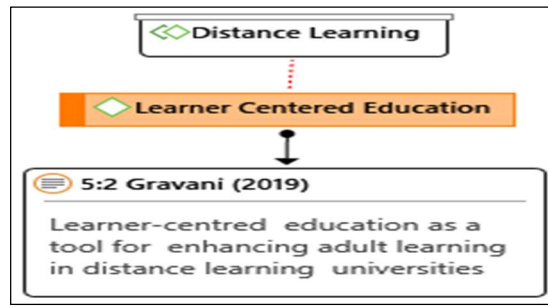 Distance Learning
Learner Centered Education
5:2 Gravani (2019)
Learner-centred education as a
tool for enhancing adult learning
in distance learning universities